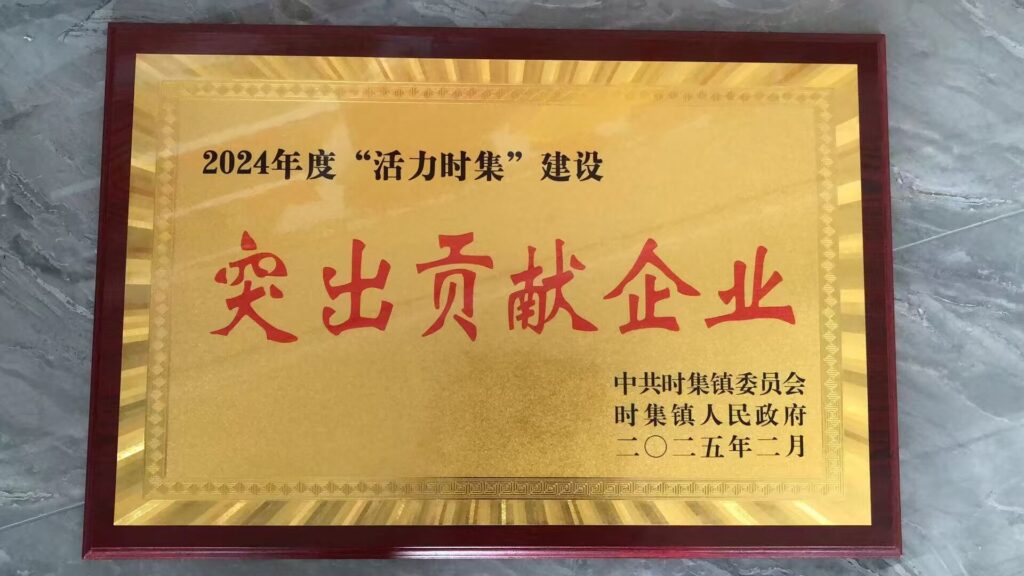 2024年度“活力时集”建设
突出贡献企业
中共时集镇委员会
时集镇人民政府
二〇二五年二月